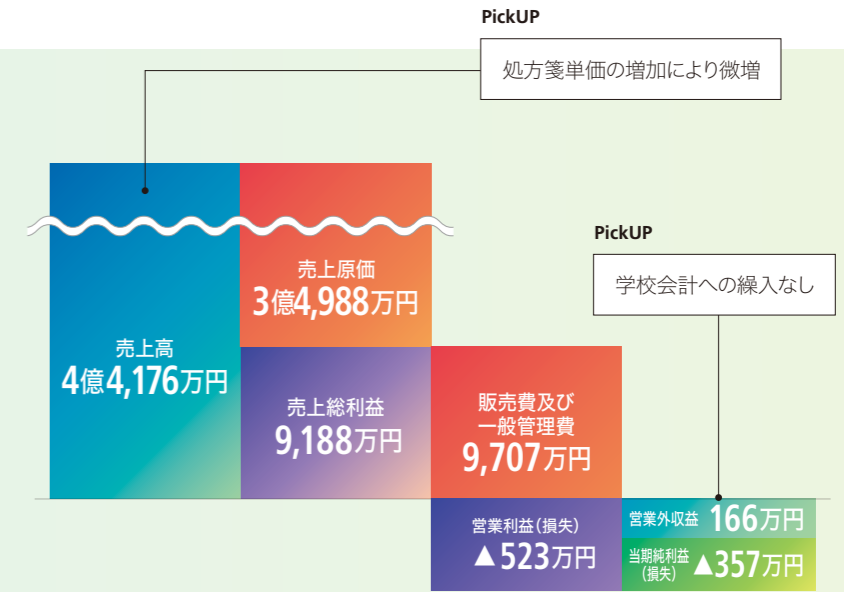 PickUP
処方箋単価の増加により微増
PickUP
学校会計への繰入なし
売上高
4億4,176万円
売上原価
3億4,988万円
売上総利益
9,188万円
販売費及び
一般管理費
9,707万円
営業利益(損失)
▲523万円
営業外収益 166万円
当期純利益
(損失)
▲357万円